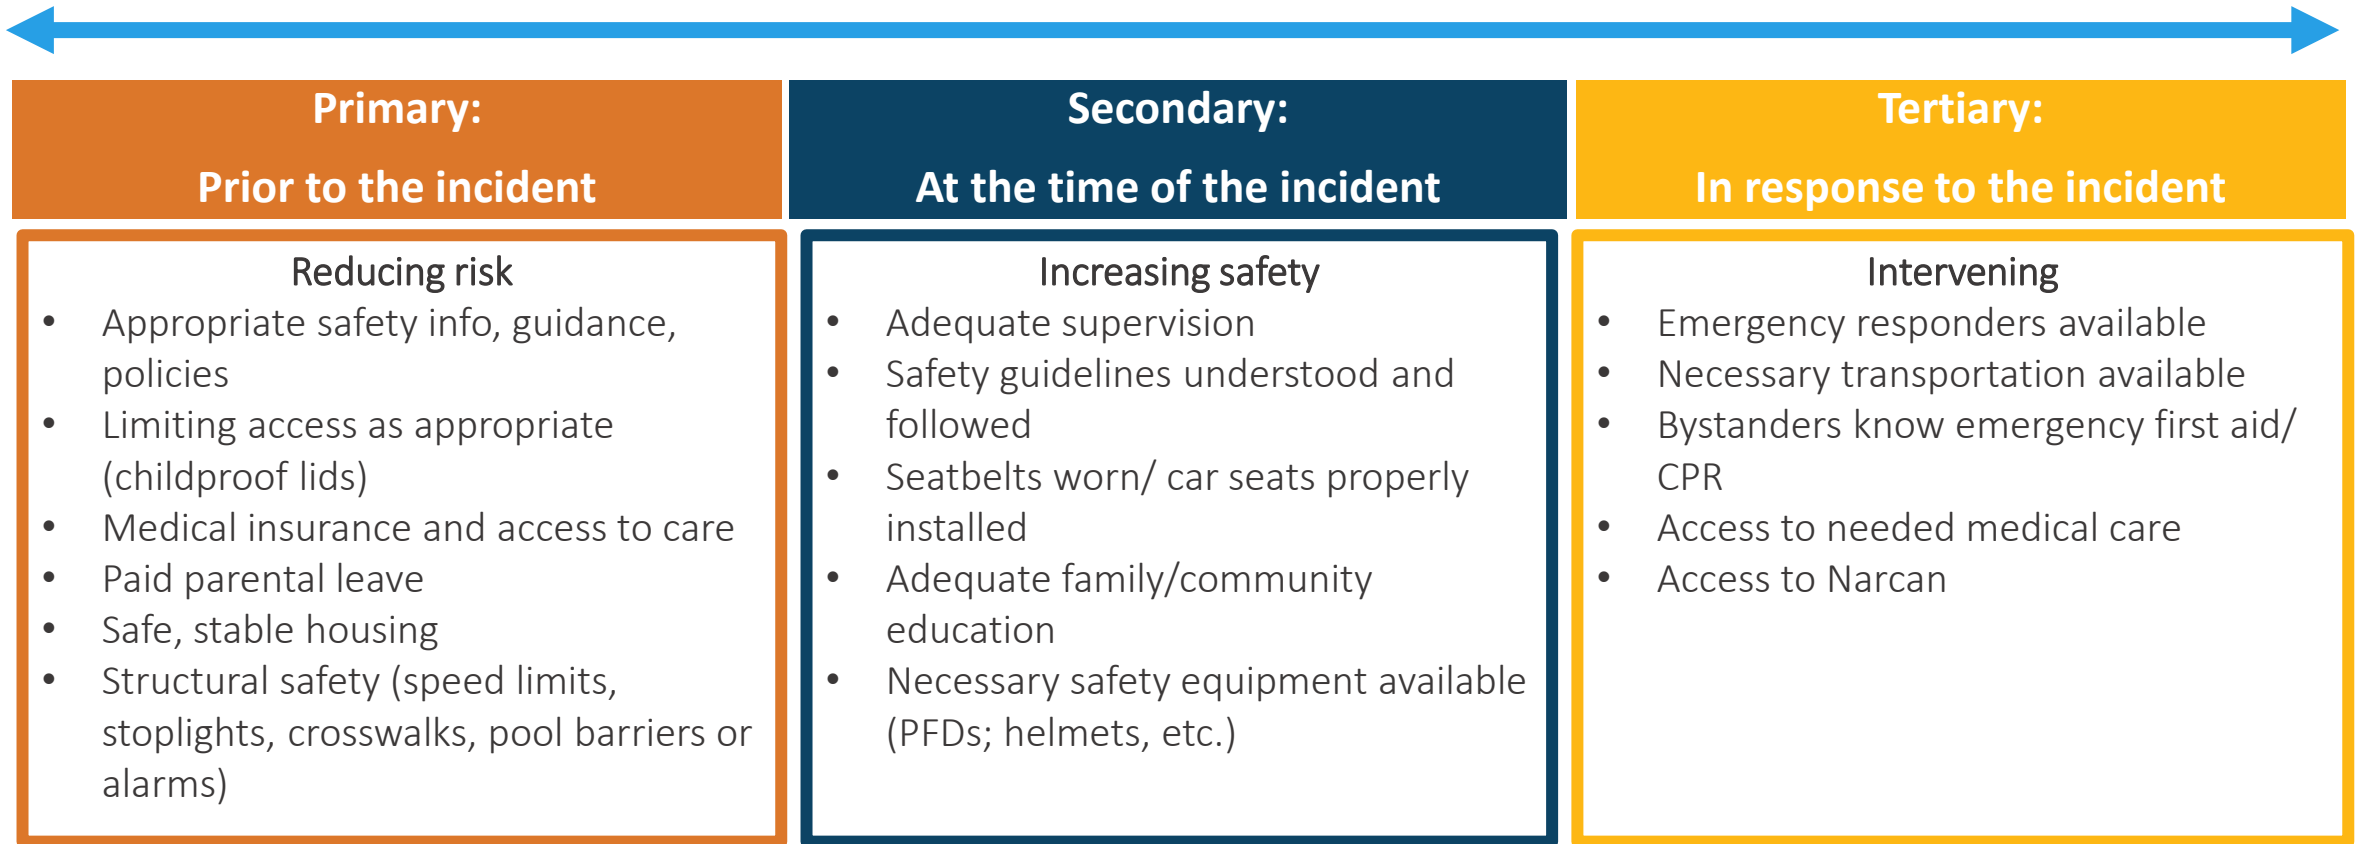 Primary:
Prior to the incident
Reducing risk
• Appropriate safety info, guidance,
policies
• Limiting access as appropriate
(childproof lids)
• Medical insurance and access to care
• Paid parental leave
• Safe, stable housing
• Structural safety (speed limits,
stoplights, crosswalks, pool barriers or
alarms)
Secondary:
At the time of the incident
Increasing safety
• Adequate supervision
• Safety guidelines understood and
followed
• Seatbelts worn/ car seats properly
installed
• Adequate family/community
education
• Necessary safety equipment available
(PFDs; helmets, etc.)
Tertiary:
In response to the incident
Intervening
• Emergency responders available
• Necessary transportation available
• Bystanders know emergency first aid/
CPR
• Access to needed medical care
• Access to Narcan